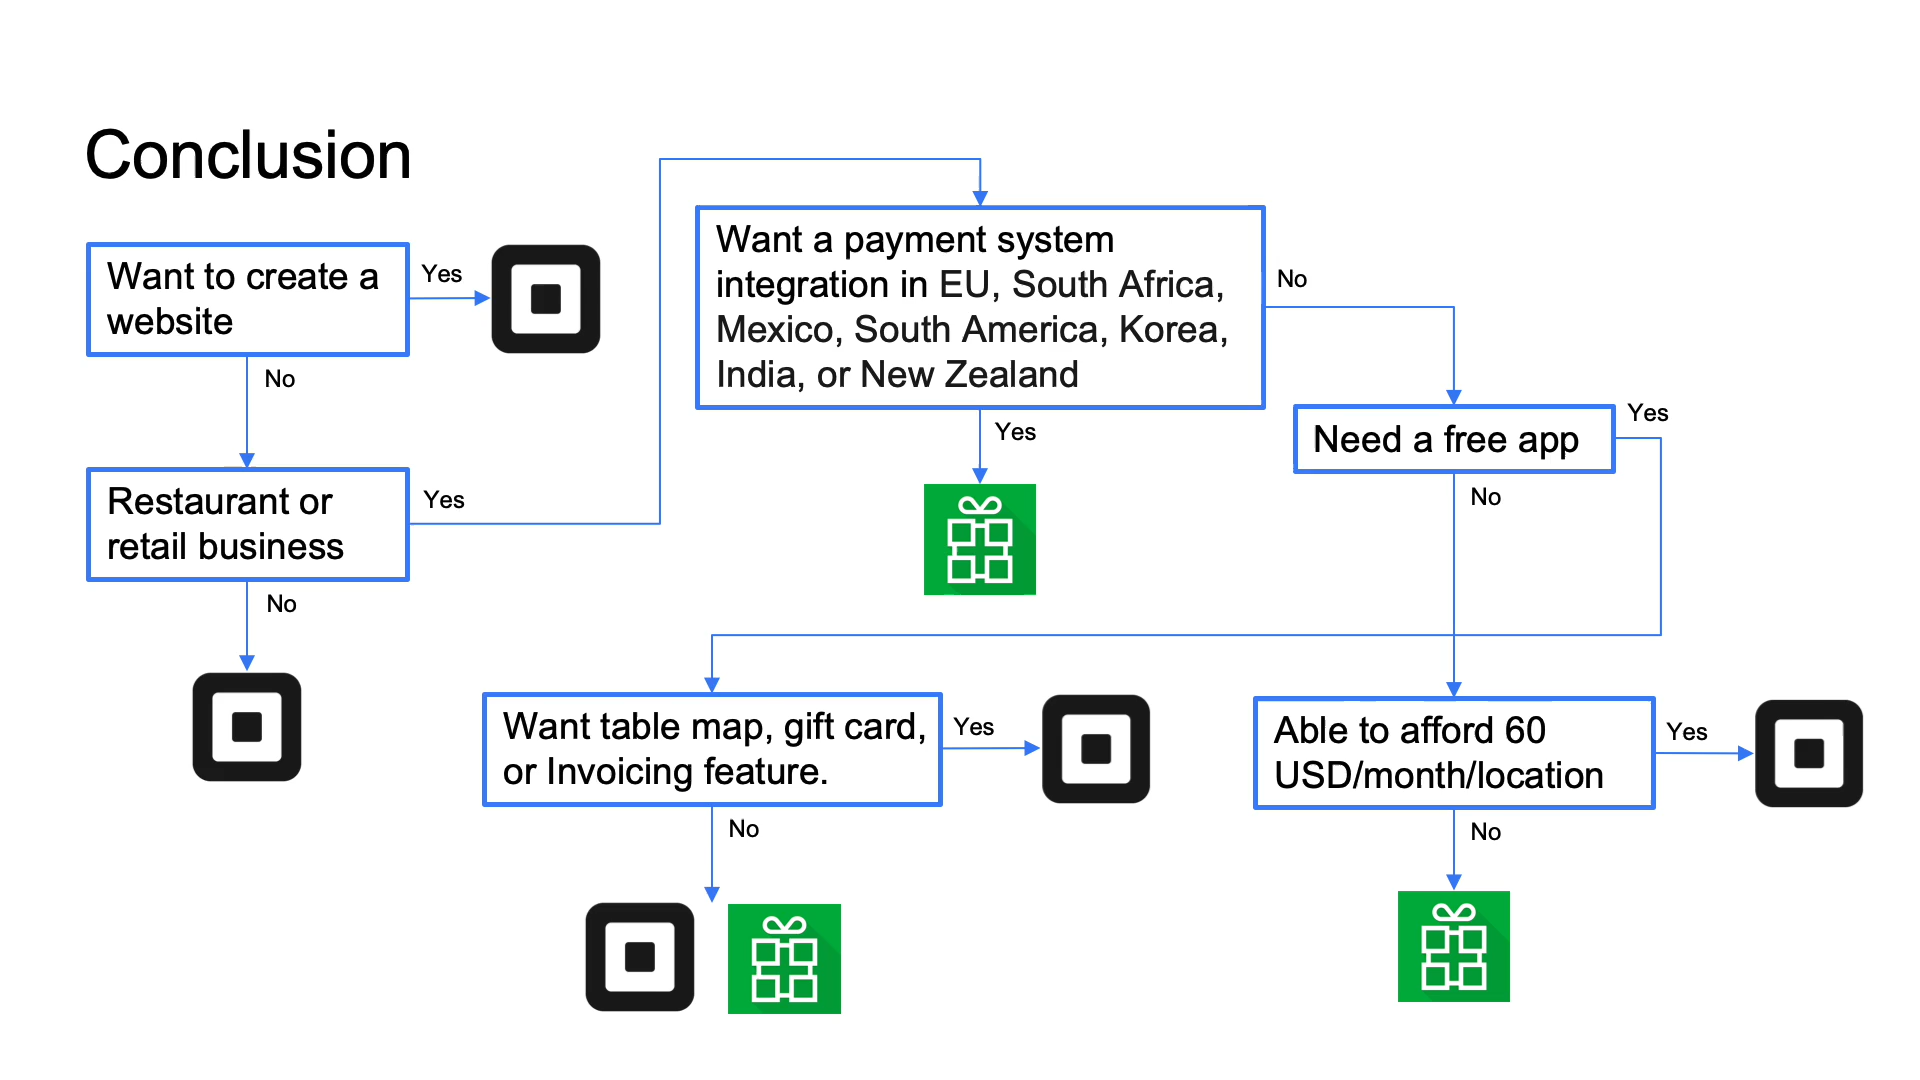 Conclusion
Want to create a
website
Yes
No
Restaurant or
retail business
Yes
No
Want a payment system
integration in EU, South Africa,
Mexico, South America, Korea,
India, or New Zealand
No
Yes
Need a free app
Yes
No
Want table map, gift card,
or Invoicing feature.
Yes
No
Able to afford 60
USD/month/location
Yes
No